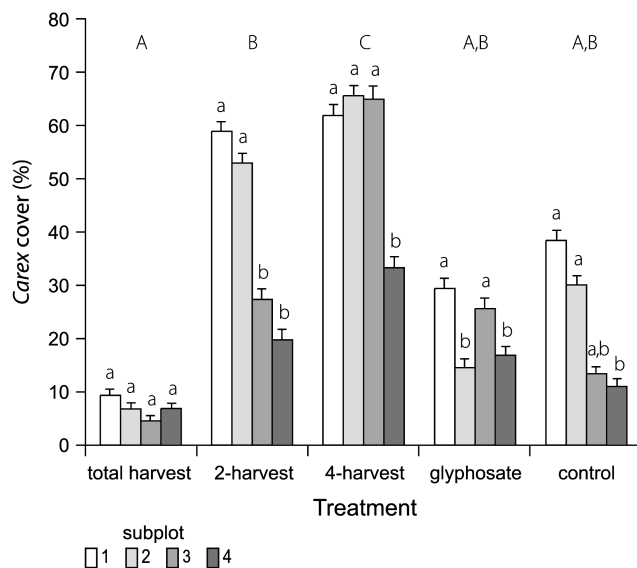 80
70
60
50
40
30
20
10
0
Carex cover (%)
A B C A,B A,B
a a a a
a a b b
a a a b
a b a b
a a a,b b
total harvest 2-harvest 4-harvest glyphosate control
Treatment
subplot
1 2 3 4